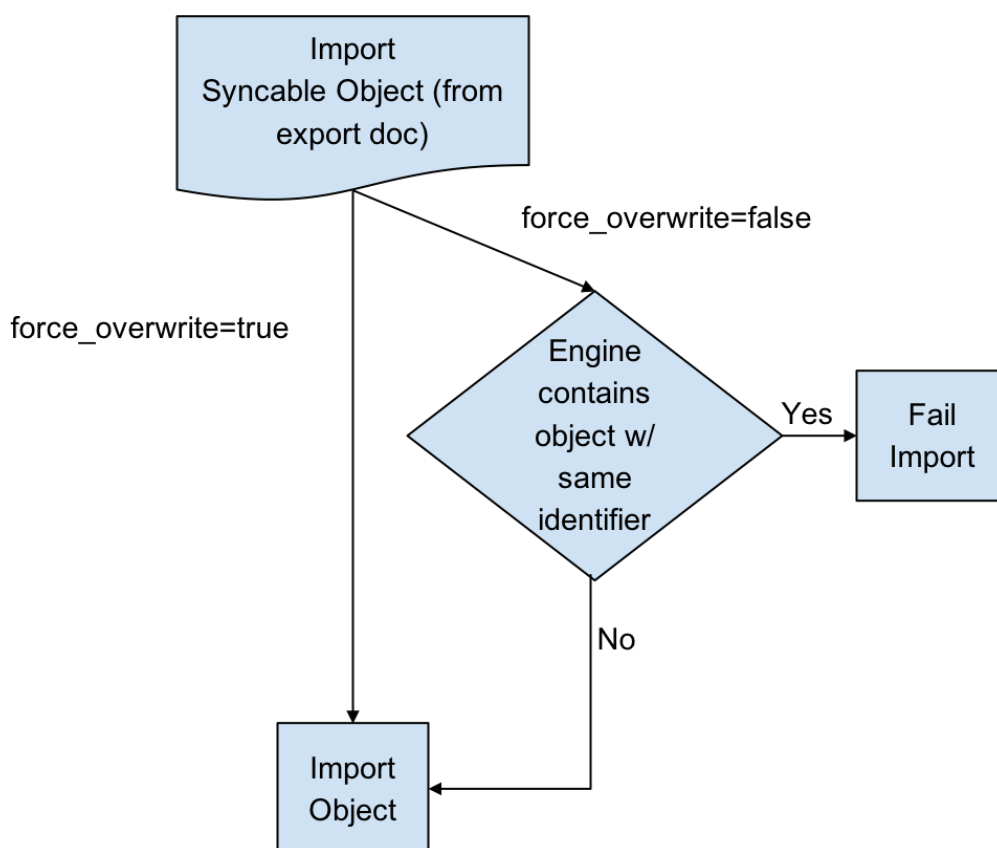 Import
Syncable Object (from
export doc)
force_overwrite=false
force_overwrite=true
Engine
contains
object w/
same
identifier
Yes
Fail
Import
No
Import
Object